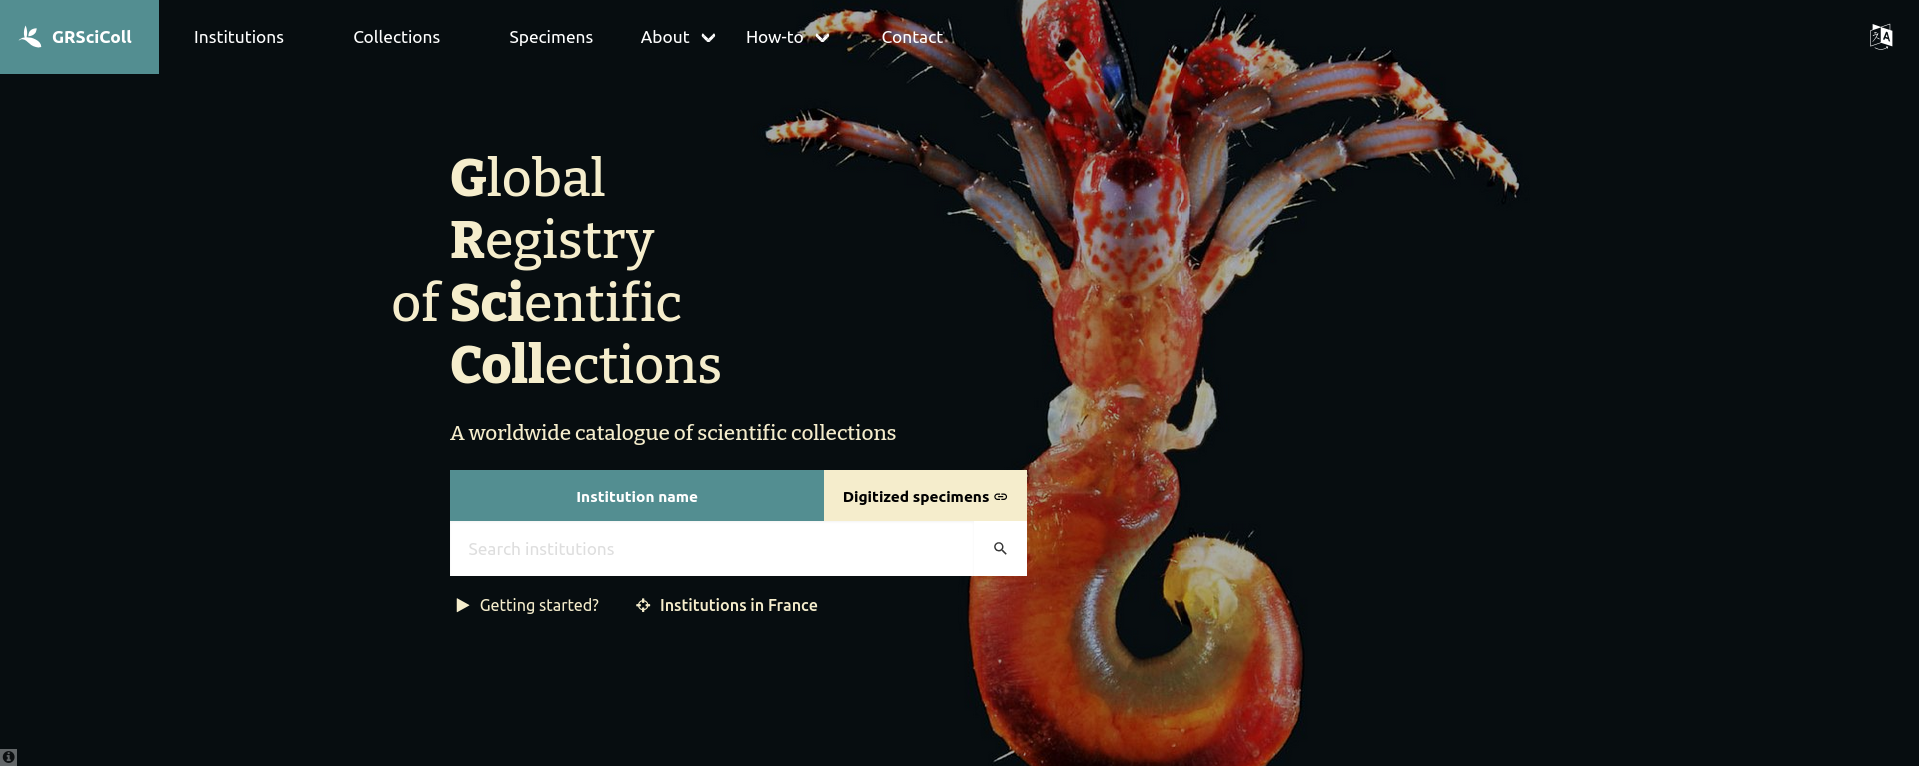 GRSciColl
Institutions
Collections
Specimens
About
How-to
Contact
Global
Registry
of Scientific
Collections
A worldwide catalogue of scientific collections
Institution name
Digitized specimens
Search institutions
Getting started?
Institutions in France